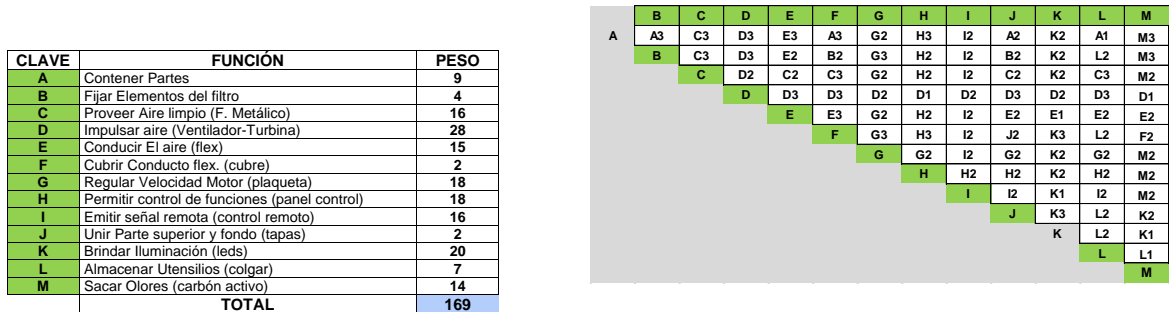 CLAVE FUNCIÓN PESO
A Contener Partes 9
B Fijar Elementos del filtro 4
C Proveer Aire limpio (F. Metálico) 16
D Impulsar aire (Ventilador-Turbina) 28
E Conducir El aire (flex) 15
F Cubrir Conducto flex. (cubre) 2
G Regular Velocidad Motor (plaqueta) 18
H Permitir control de funciones (panel control) 18
I Emitir señal remota (control remoto) 16
J Unir Parte superior y fondo (tapas) 2
K Brindar Iluminación (leds) 20
L Almacenar Utensilios (colgar) 7
M Sacar Olores (carbón activo) 14
TOTAL 169
B C D E F G H I J K L M
A A3 C3 D3 E3 A3 G2 H3 I2 A2 K2 A1 M3
B C3 D3 E2 B2 G3 H2 I2 B2 K2 L2 M3
C D2 C2 C3 G2 H2 I2 C2 K2 C3 M2
D D3 D3 D2 D1 D2 D3 D2 D3 D1
E E3 G2 H2 I2 E2 E1 E2 E2
F G3 H3 I2 J2 K3 L2 F2
G G2 I2 G2 K2 G2 M2
H H2 H2 K2 H2 M2
I I2 K1 I2 M2
J K3 L2 K2
K L2 K1
L L1
M